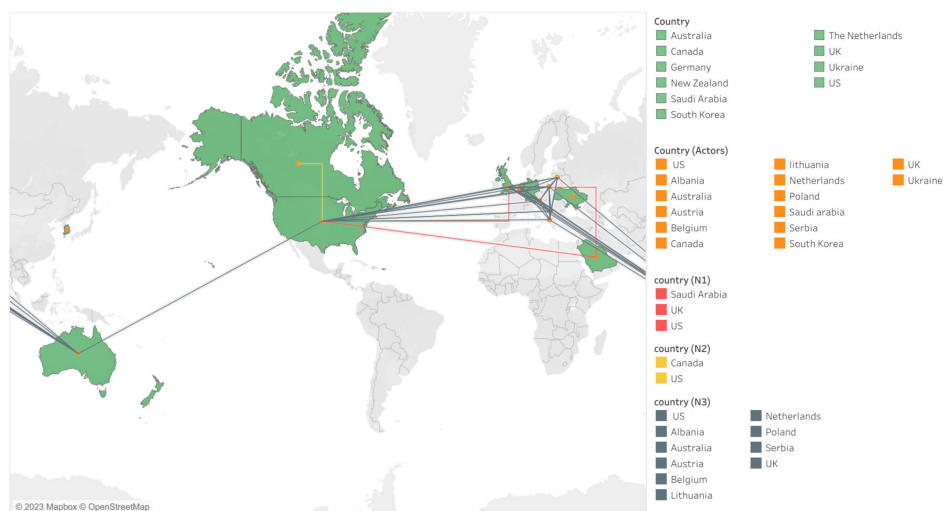 Country
Australia
Canada
Germany
New Zealand
Saudi Arabia
South Korea
The Netherlands
UK
Ukraine
US
Country (Actors)
US
Albania
Australia
Austria
Belgium
Canada
lithuania
Netherlands
Poland
Saudi arabia
Serbia
South Korea
UK
Ukraine
country (N1)
Saudi Arabia
UK
US
country (N2)
Canada
US
country (N3)
US
Albania
Australia
Austria
Belgium
Lithuania
Netherlands
Poland
Serbia
UK
© 2023 Mapbox © OpenStreetMap